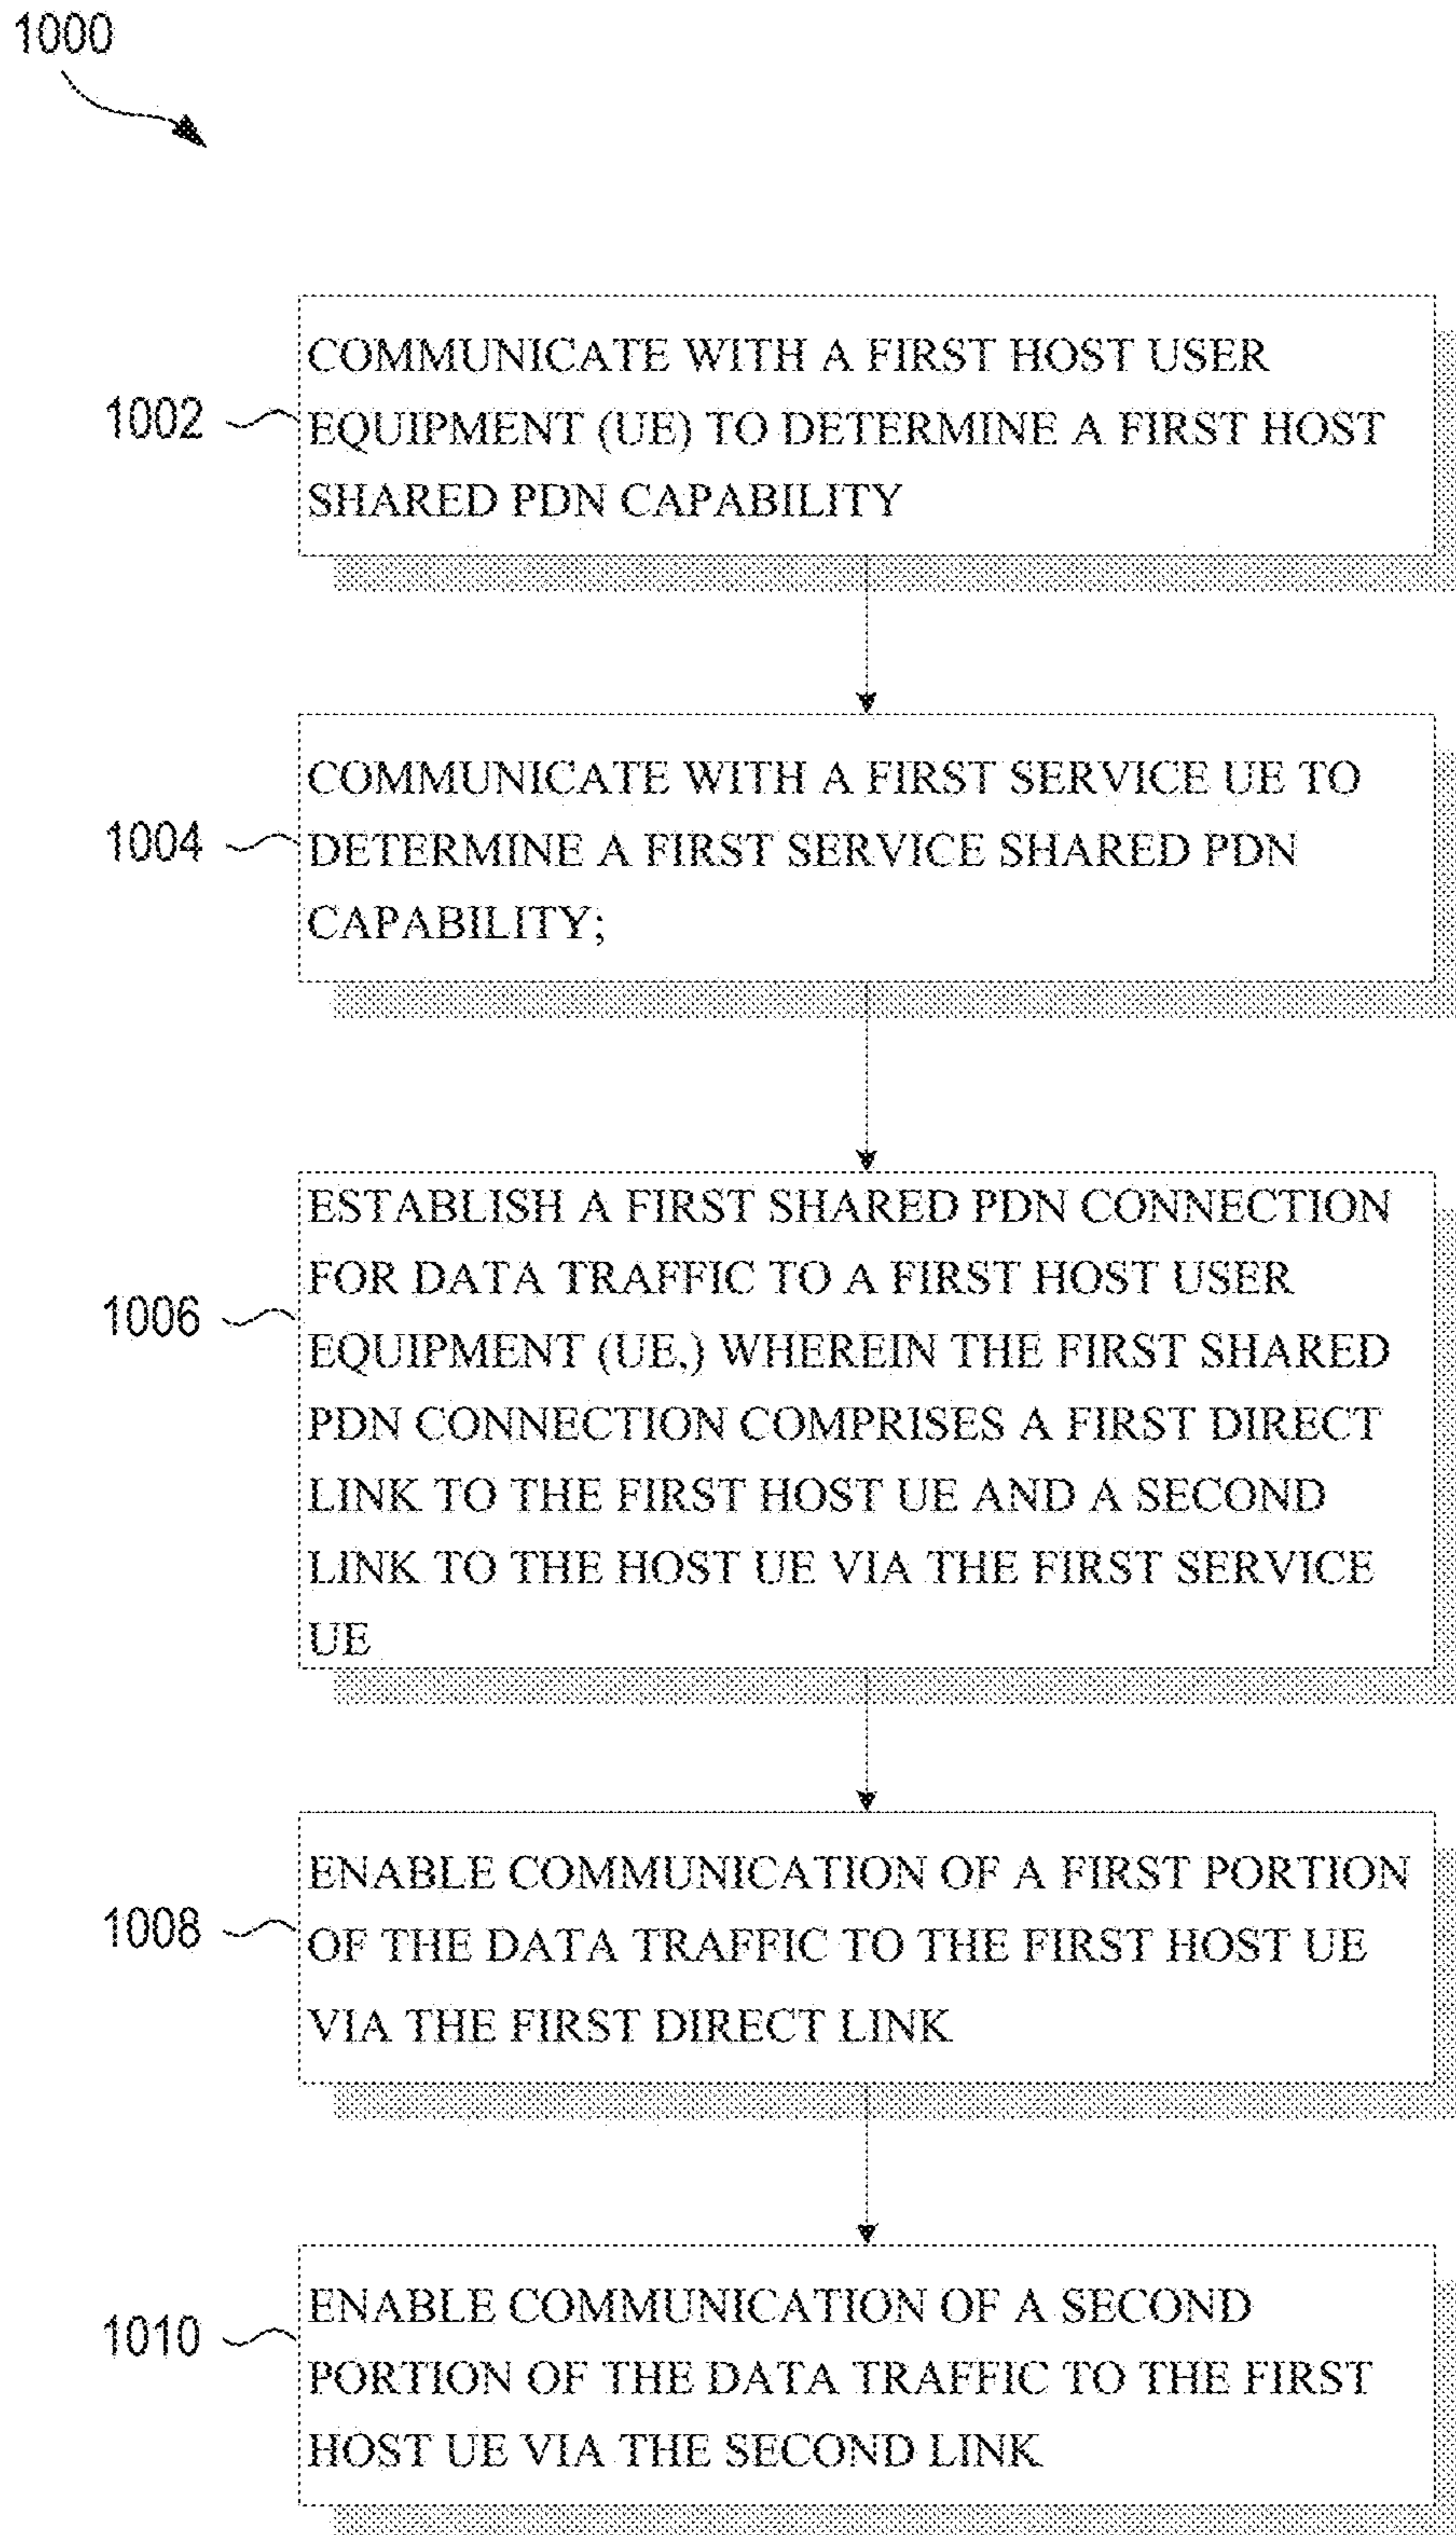 1000
COMMUNICATE WITH A FIRST HOST USER
1002
EQUIPMENT (UE) TO DETERMINE A FIRST HOST
SHARED PDN CAPABILITY
COMMUNICATE WITH A FIRST SERVICE UE TO
1004
DETERMINE A FIRST SERVICE SHARED PDN
CAPABILITY;
ESTABLISH A FIRST SHARED PDN CONNECTION
FOR DATA TRAFFIC TO A FIRST HOST USER
1006
EQUIPMENT (UE,) WHEREIN THE FIRST SHARED
PDN CONNECTION COMPRISES A FIRST DIRECT
LINK TO THE FIRST HOST UE AND A SECOND
LINK TO THE HOST UE VIA THE FIRST SERVICE
UE
ENABLE COMMUNICATION OF A FIRST PORTION
1008
OF THE DATA TRAFFIC TO THE FIRST HOST UE
VIA THE FIRST DIRECT LINK
ENABLE COMMUNICATION OF A SECOND
1010
PORTION OF THE DATA TRAFFIC TO THE FIRST
HOST UE VIA THE SECOND LINK